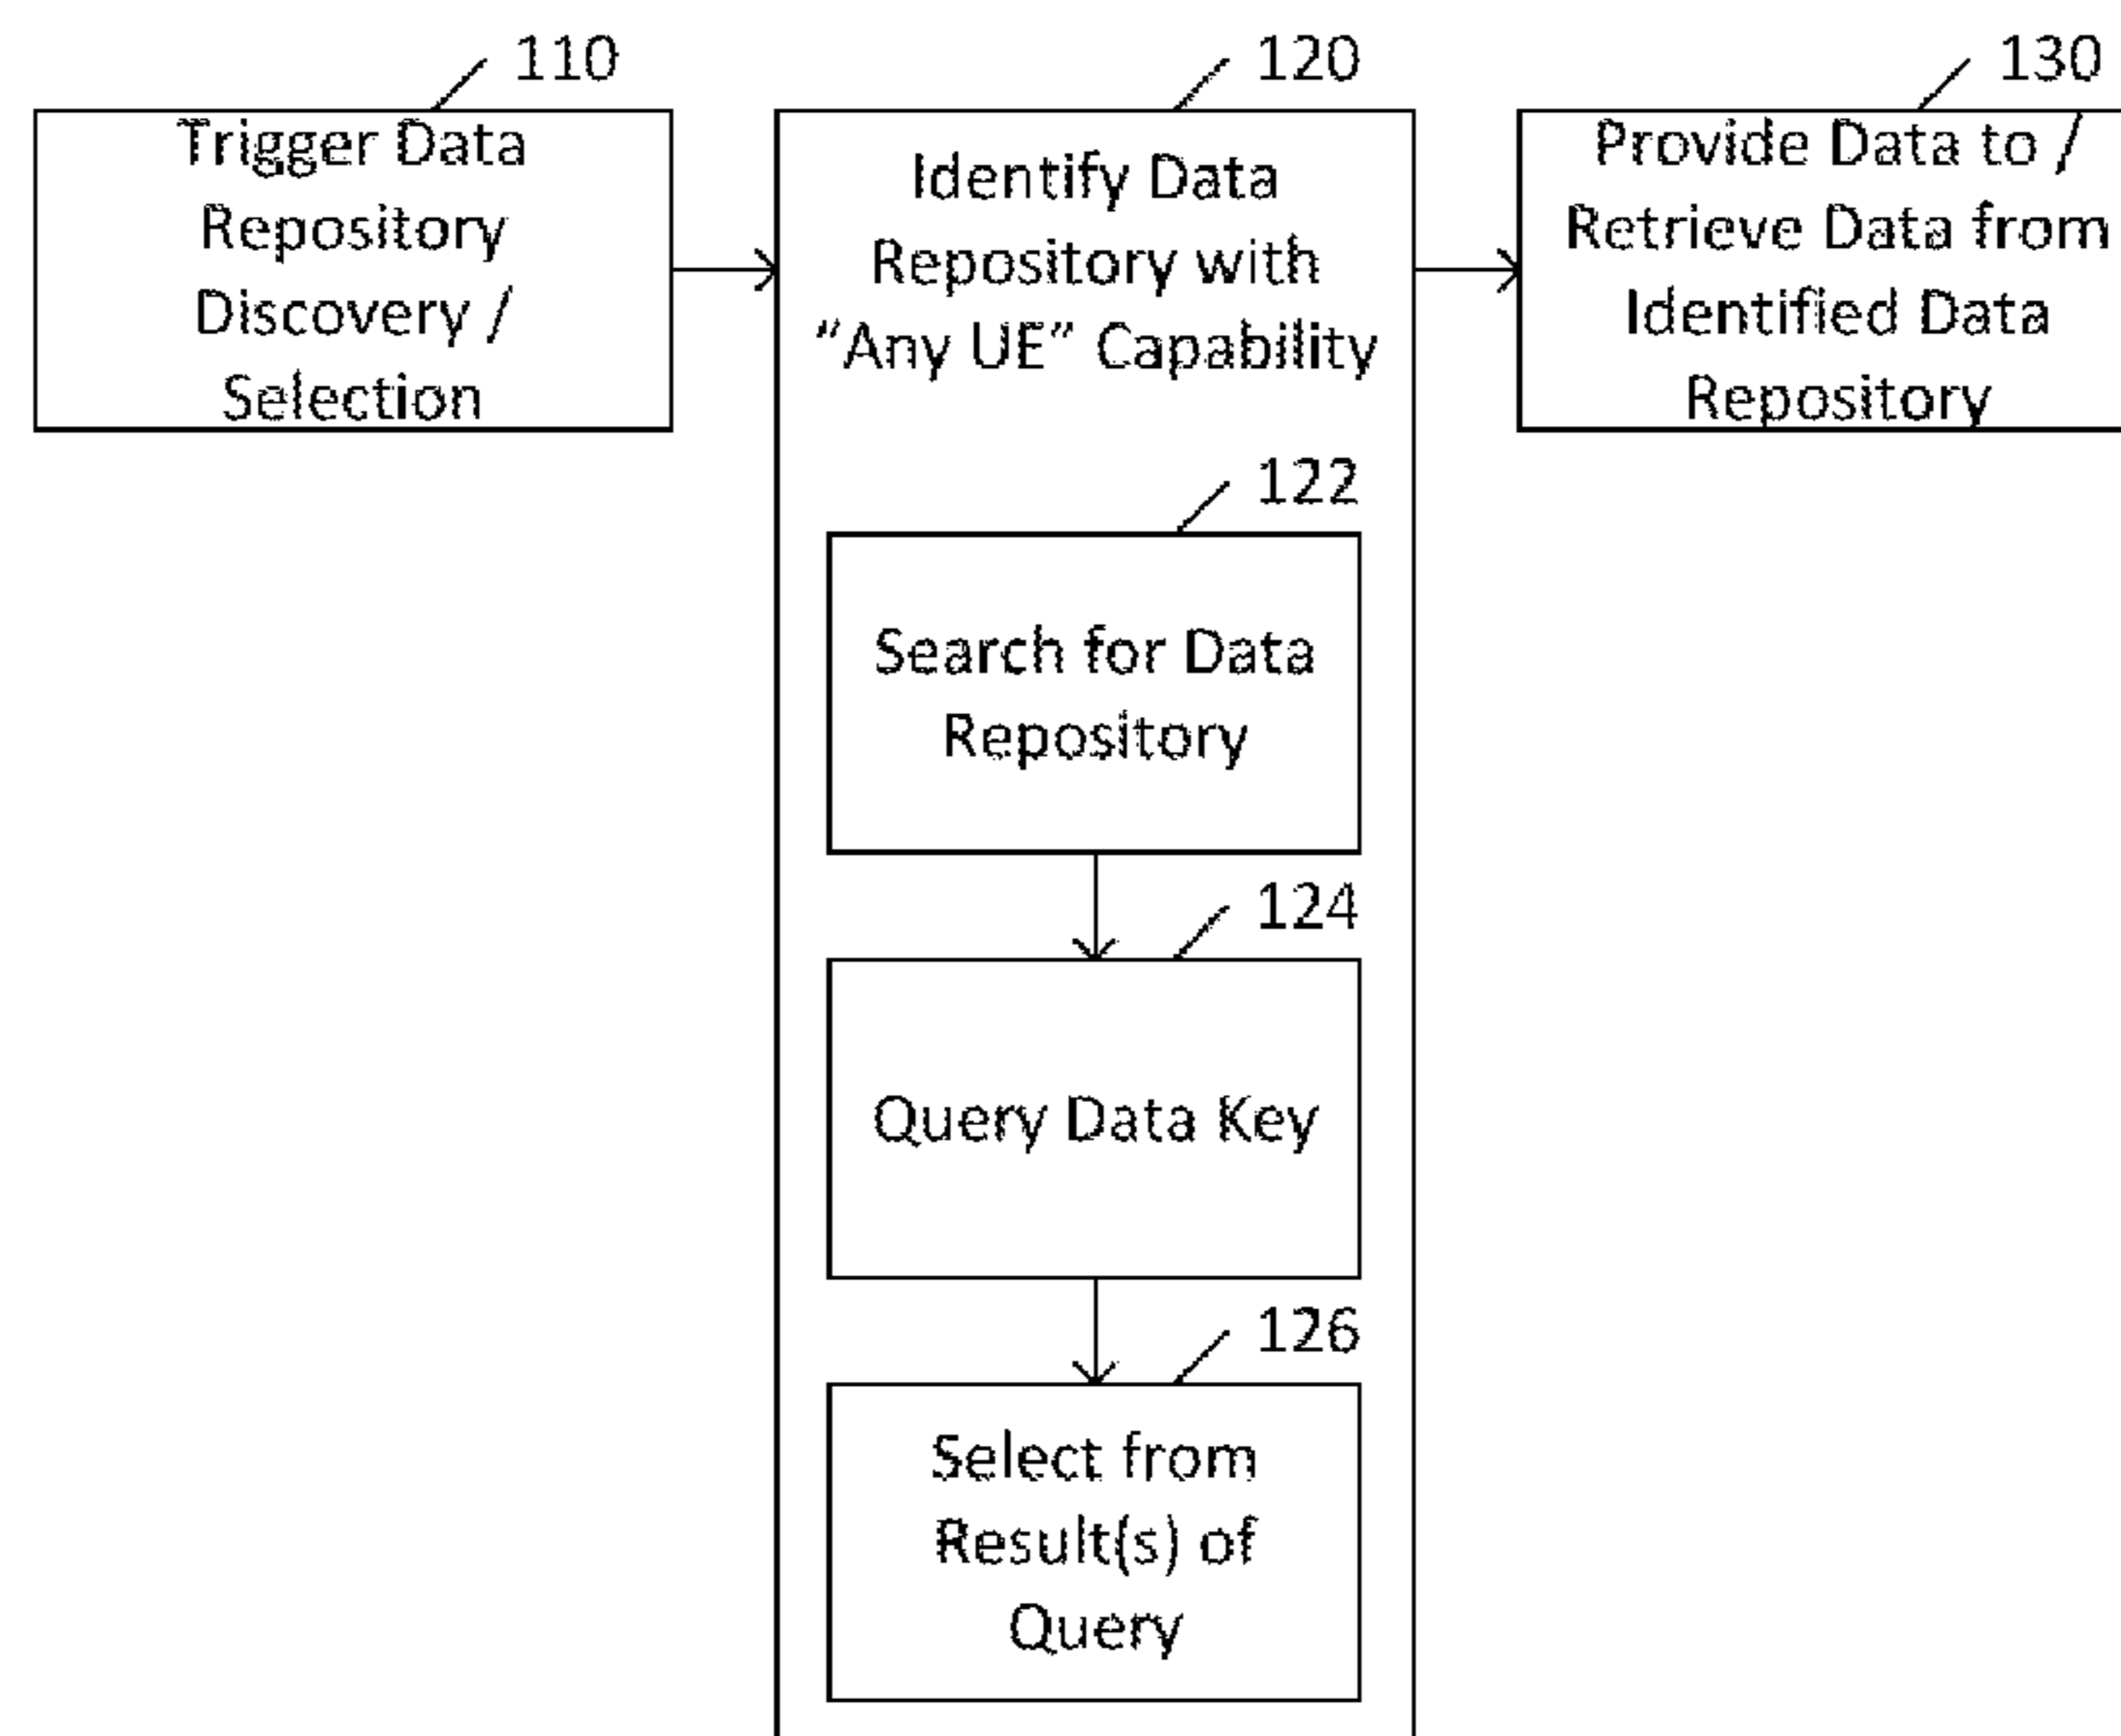 110
Trigger Data
Repository
Discovery /
Selection
120
Identify Data
Repository with
“Any UE” Capability
122
Search for Data
Repository
124
Query Data Key
126
Select from
Result(s) of
Query
130
Provide Data to /
Retrieve Data from
Identified Data
Repository